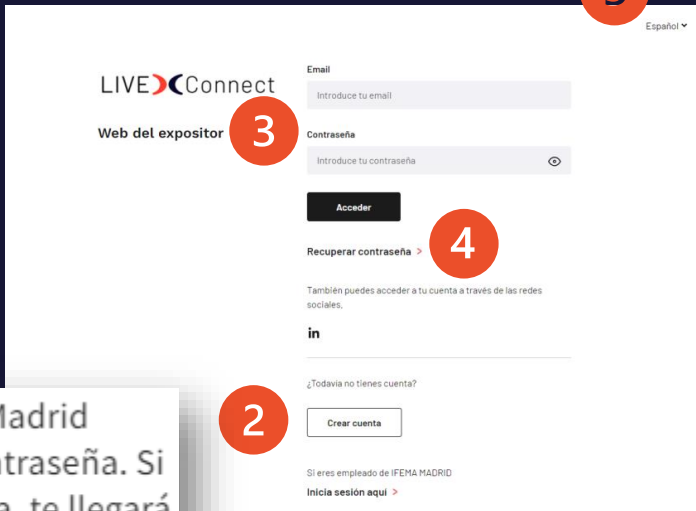 Español
LIVE Connect
Web del expositor
3
Email
Introduce tu email
Contraseña
Introduce tu contraseña
Acceder
Recuperar contraseña >
4
También puedes acceder a tu cuenta a través de las redes
sociales.
in
¿Todavía no tienes cuenta?
2
Crear cuenta
Si eres empleado de IFEMA MADRID
Inicia sesión aquí >
Madrid
traseña. Si
te llegará